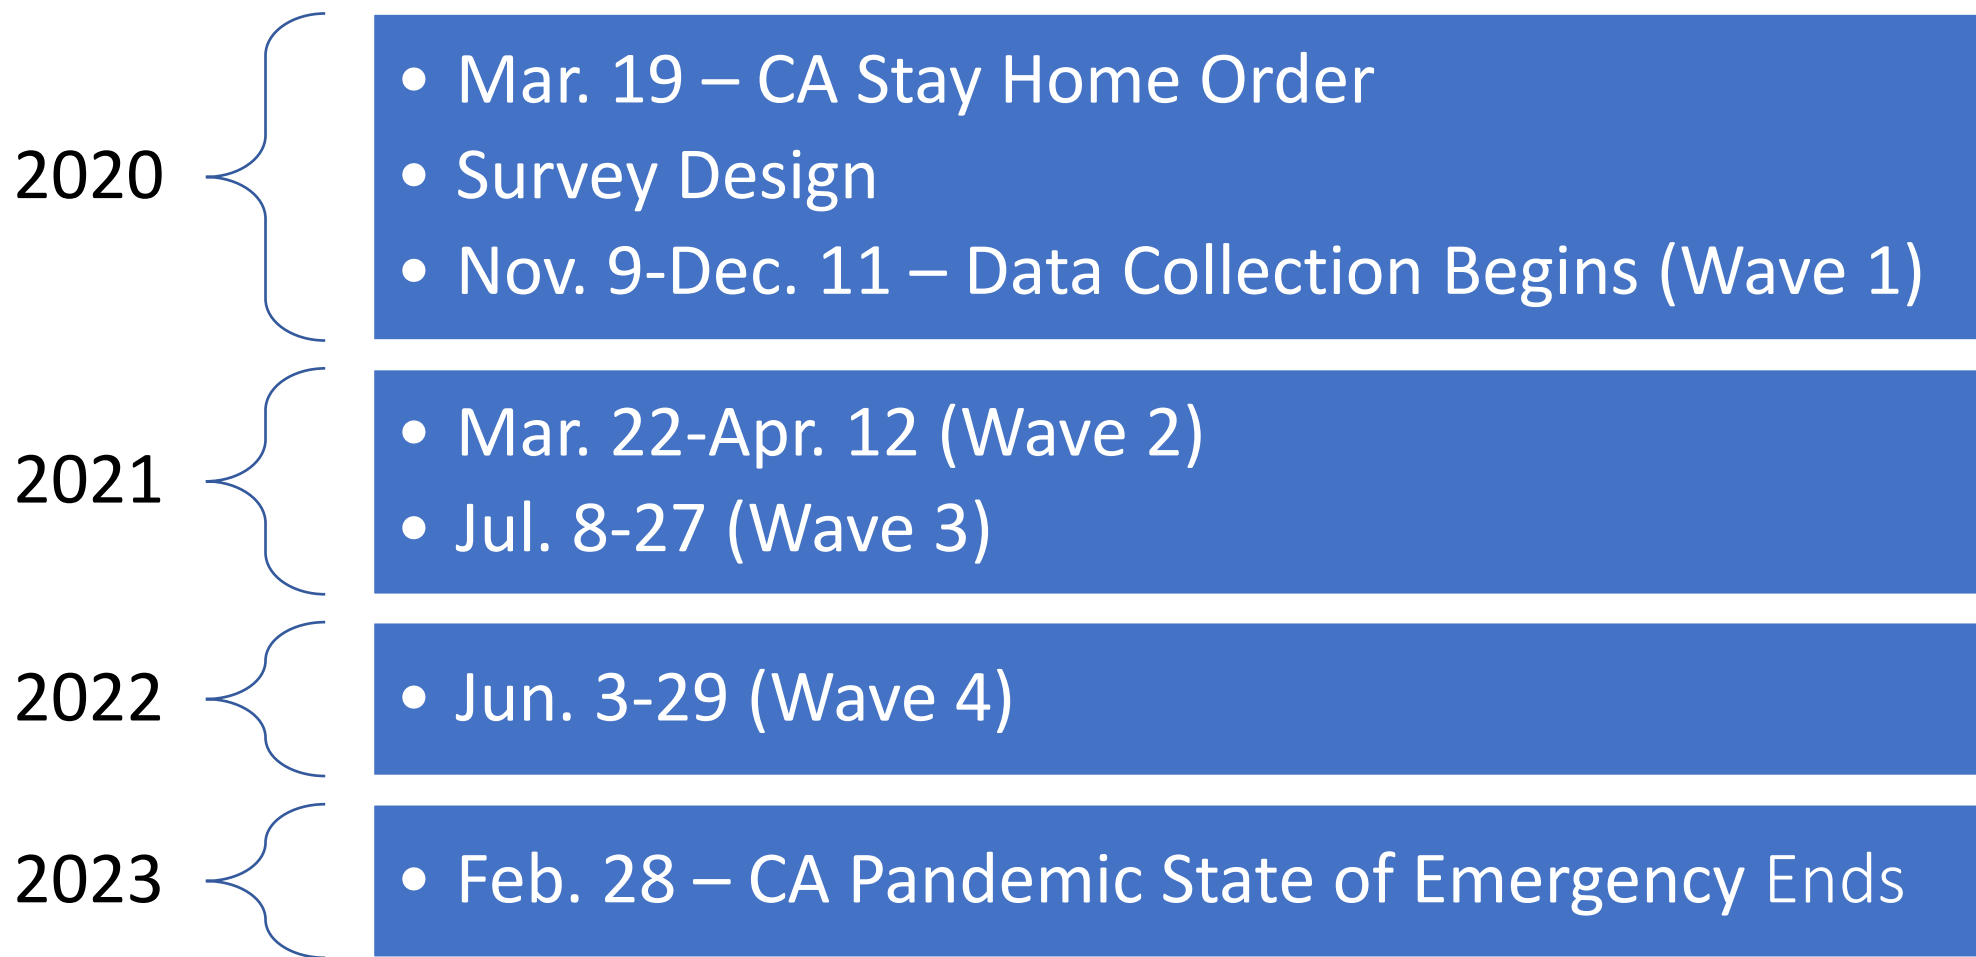 2020
• Mar. 19 – CA Stay Home Order
• Survey Design
• Nov. 9-Dec. 11 – Data Collection Begins (Wave 1)
2021
• Mar. 22-Apr. 12 (Wave 2)
• Jul. 8-27 (Wave 3)
2022
• Jun. 3-29 (Wave 4)
2023
• Feb. 28 – CA Pandemic State of Emergency Ends